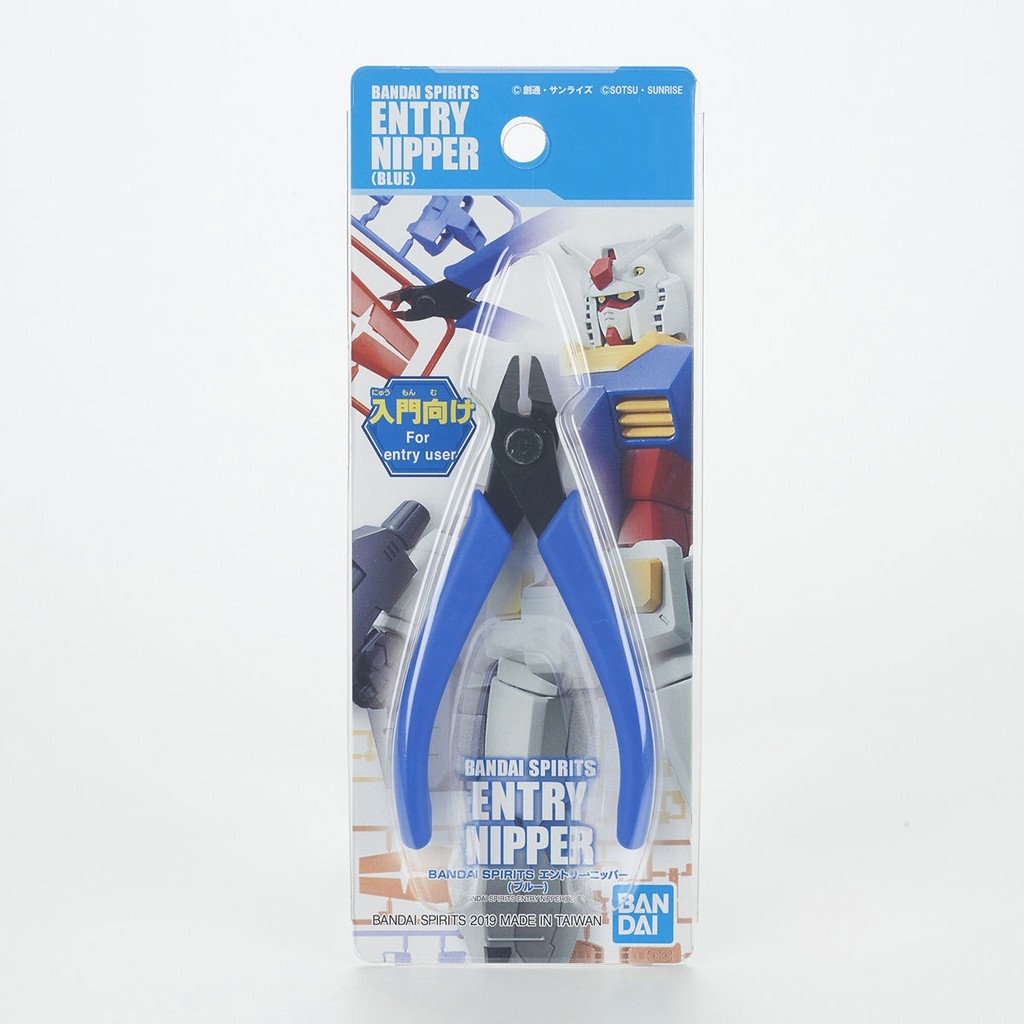 BANDAI SPIRITS
ENTRY
NIPPER
(BLUE)
©創通・サンライズ ©SOTSU・SUNRISE
にゅう もん む
入門向け
For
entry user
BANDAI SPIRITS
ENTRY
NIPPER
BANDAI SPIRITS エントリーニッパー
(ブルー)
BANDAI SPIRITS 2019 MADE IN TAIWAN
BAN
DAI